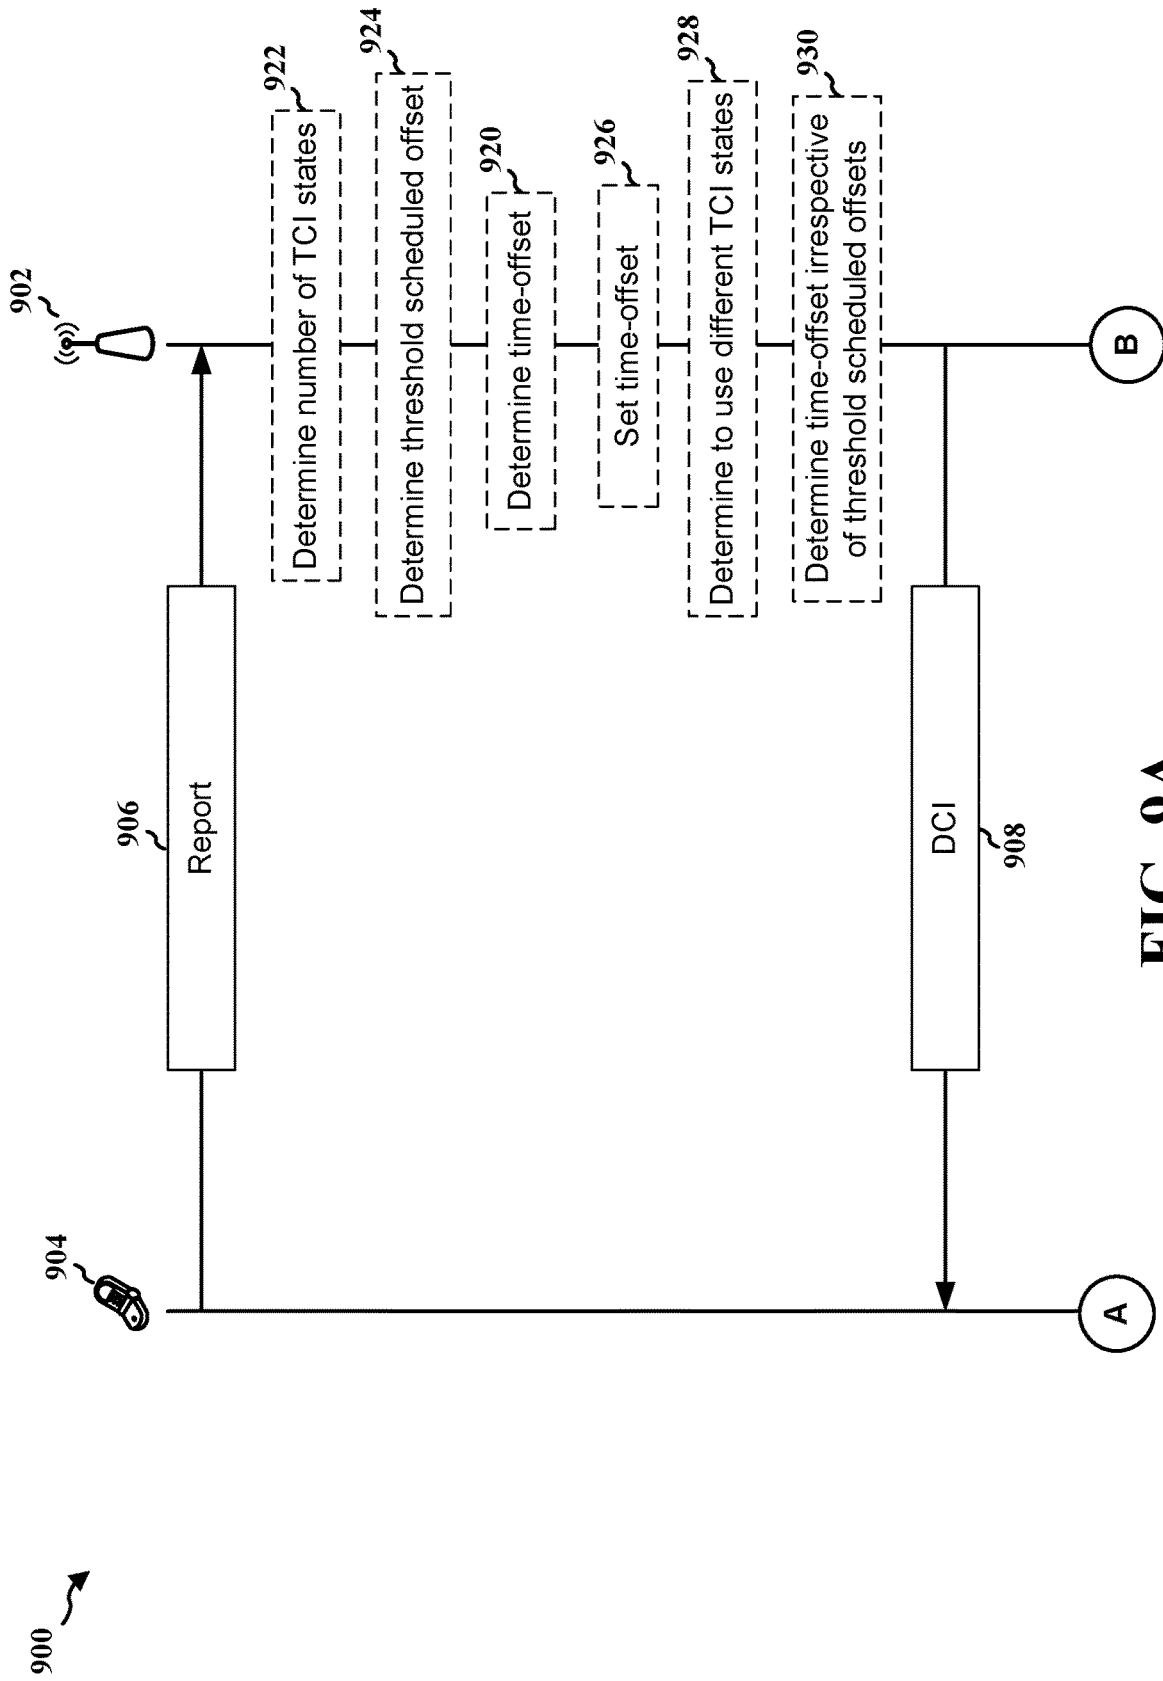 900
904
902
906
Report
Determine number of TCI states
922
Determine threshold scheduled offset
924
Determine time-offset
920
Set time-offset
926
Determine to use different TCI states
928
Determine time-offset irrespective
of threshold scheduled offsets
930
DCI
908
A
B
FIG. 9A